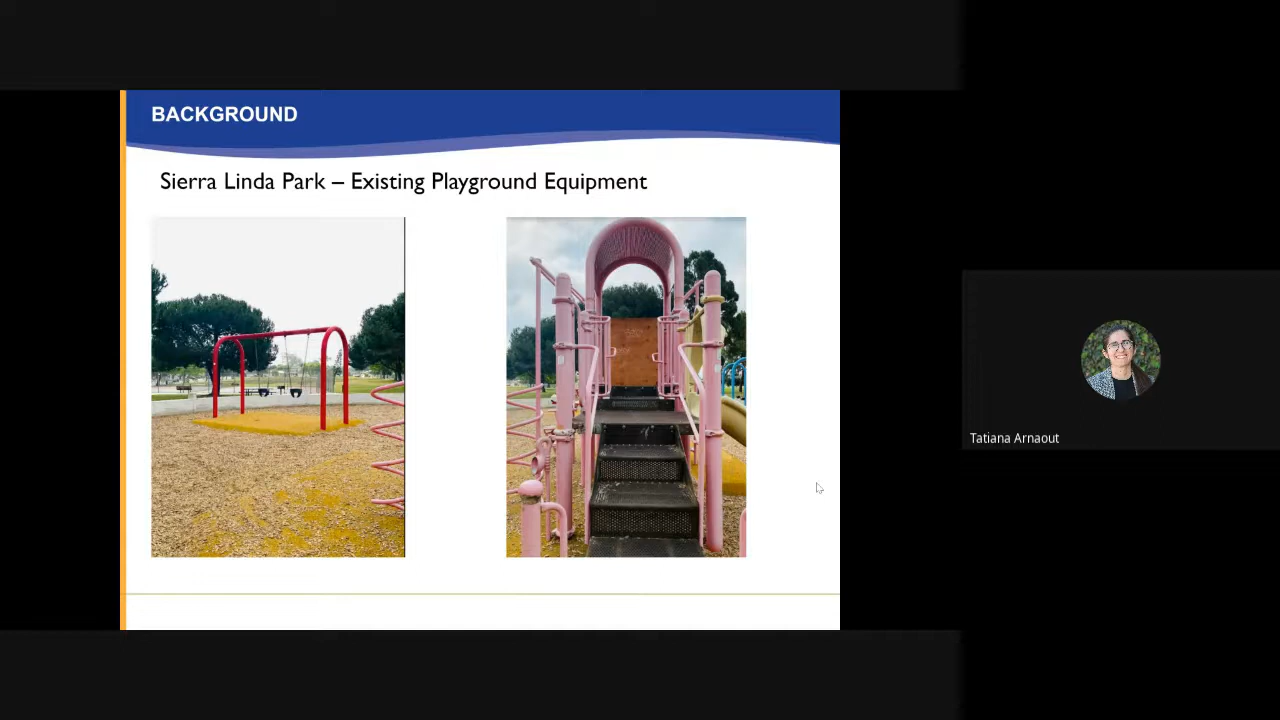 BACKGROUND
Sierra Linda Park – Existing Playground Equipment
Tatiana Arnaout